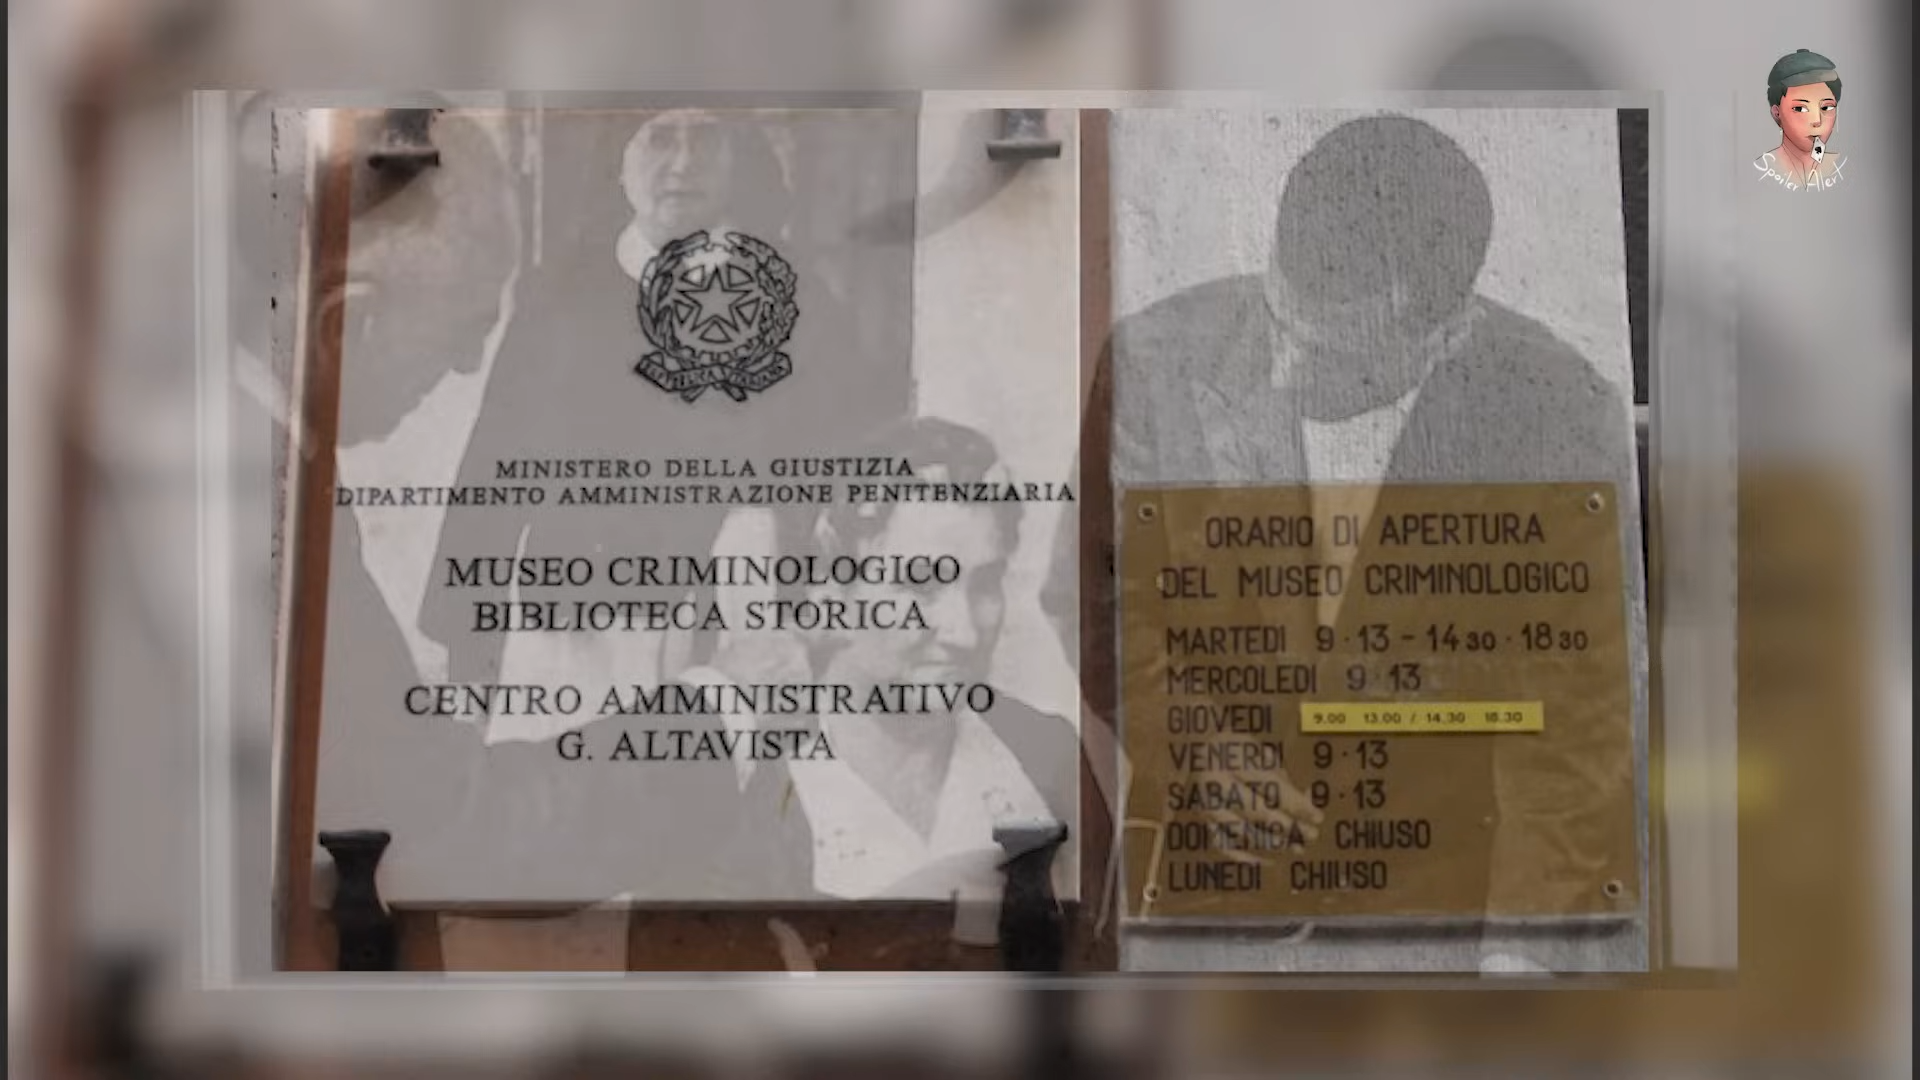 Spoiler Alert
MINISTERO DELLA GIUSTIZIA
DIPARTIMENTO AMMINISTRAZIONE PENITENZIARIA
MUSEO CRIMINOLOGICO
BIBLIOTECA STORICA
CENTRO AMMINISTRATIVO
G. ALTAVISTA
ORARIO DI APERTURA
DEL MUSEO CRIMINOLOGICO
MARTEDI 9·13 - 14 30 · 18 30
MERCOLEDI 9·13
GIOVEDI 9.00 13.00 / 14.30 18.30
VENERDI 9·13
SABATO 9·13
DOMENICA CHIUSO
LUNEDI CHIUSO